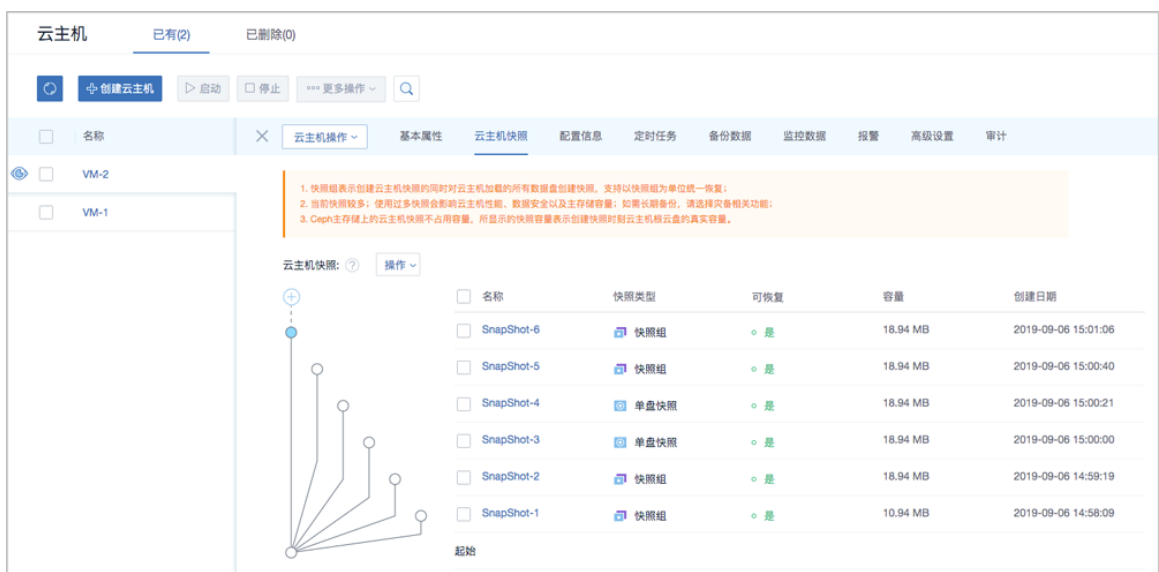 云主机 已有(2) 已删除(0)
创建云主机 启动 停止 更多操作
名称 云主机操作 基本属性 云主机快照 配置信息 定时任务 备份数据 监控数据 报警 高级设置 审计
VM-2
VM-1
1. 快照组表示创建云主机快照的同时对云主机加载的所有数据盘创建快照，支持以快照组为单位统一恢复；
2. 当前快照较多；使用过多快照会影响云主机性能、数据安全以及主存储容量；如需长期备份，请选择灾备相关功能；
3. Ceph主存储上的云主机快照不占用容量，所显示的快照容量表示创建快照时刻云主机根云盘的真实容量。
云主机快照: ? 操作
名称 快照类型 可恢复 容量 创建日期
SnapShot-6 快照组 是 18.94 MB 2019-09-06 15:01:06
SnapShot-5 快照组 是 18.94 MB 2019-09-06 15:00:40
SnapShot-4 单盘快照 是 18.94 MB 2019-09-06 15:00:21
SnapShot-3 单盘快照 是 18.94 MB 2019-09-06 15:00:00
SnapShot-2 快照组 是 18.94 MB 2019-09-06 14:59:19
SnapShot-1 快照组 是 10.94 MB 2019-09-06 14:58:09
起始